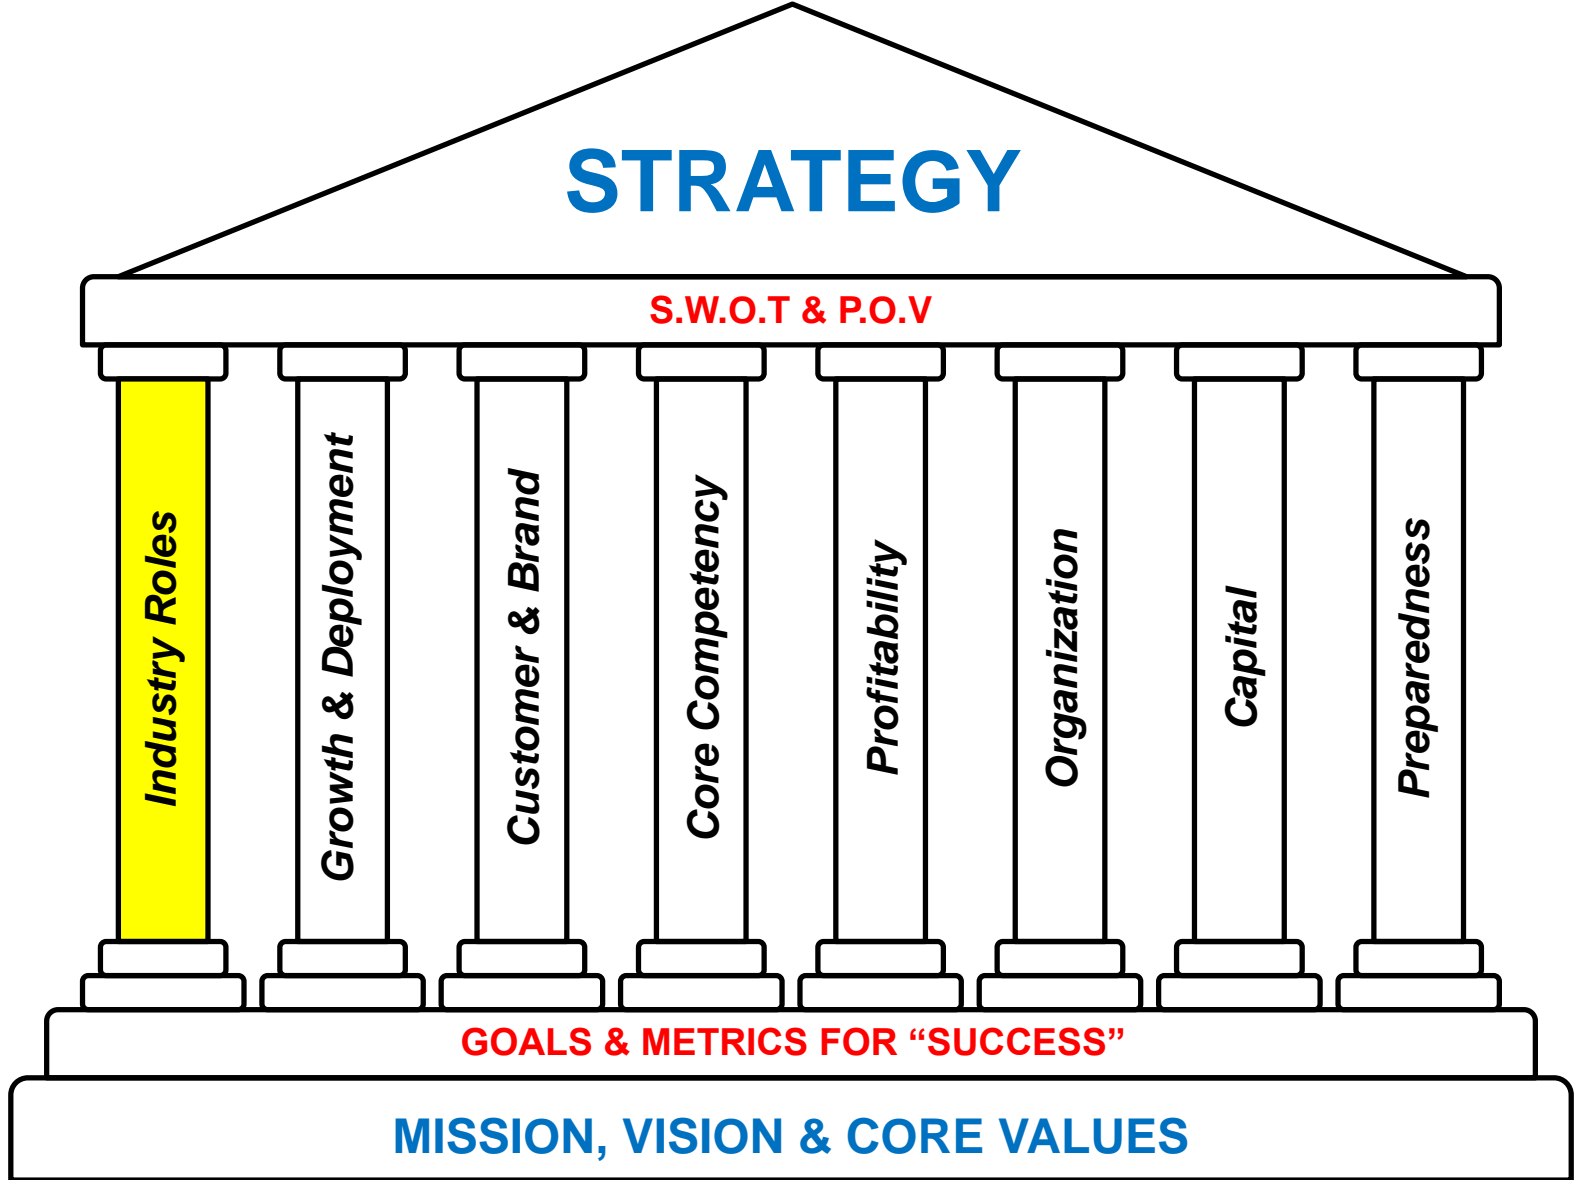 STRATEGY
S.W.O.T & P.O.V
Industry Roles
Growth & Deployment
Customer & Brand
Core Competency
Profitability
Organization
Capital
Preparedness
GOALS & METRICS FOR “SUCCESS”
MISSION, VISION & CORE VALUES